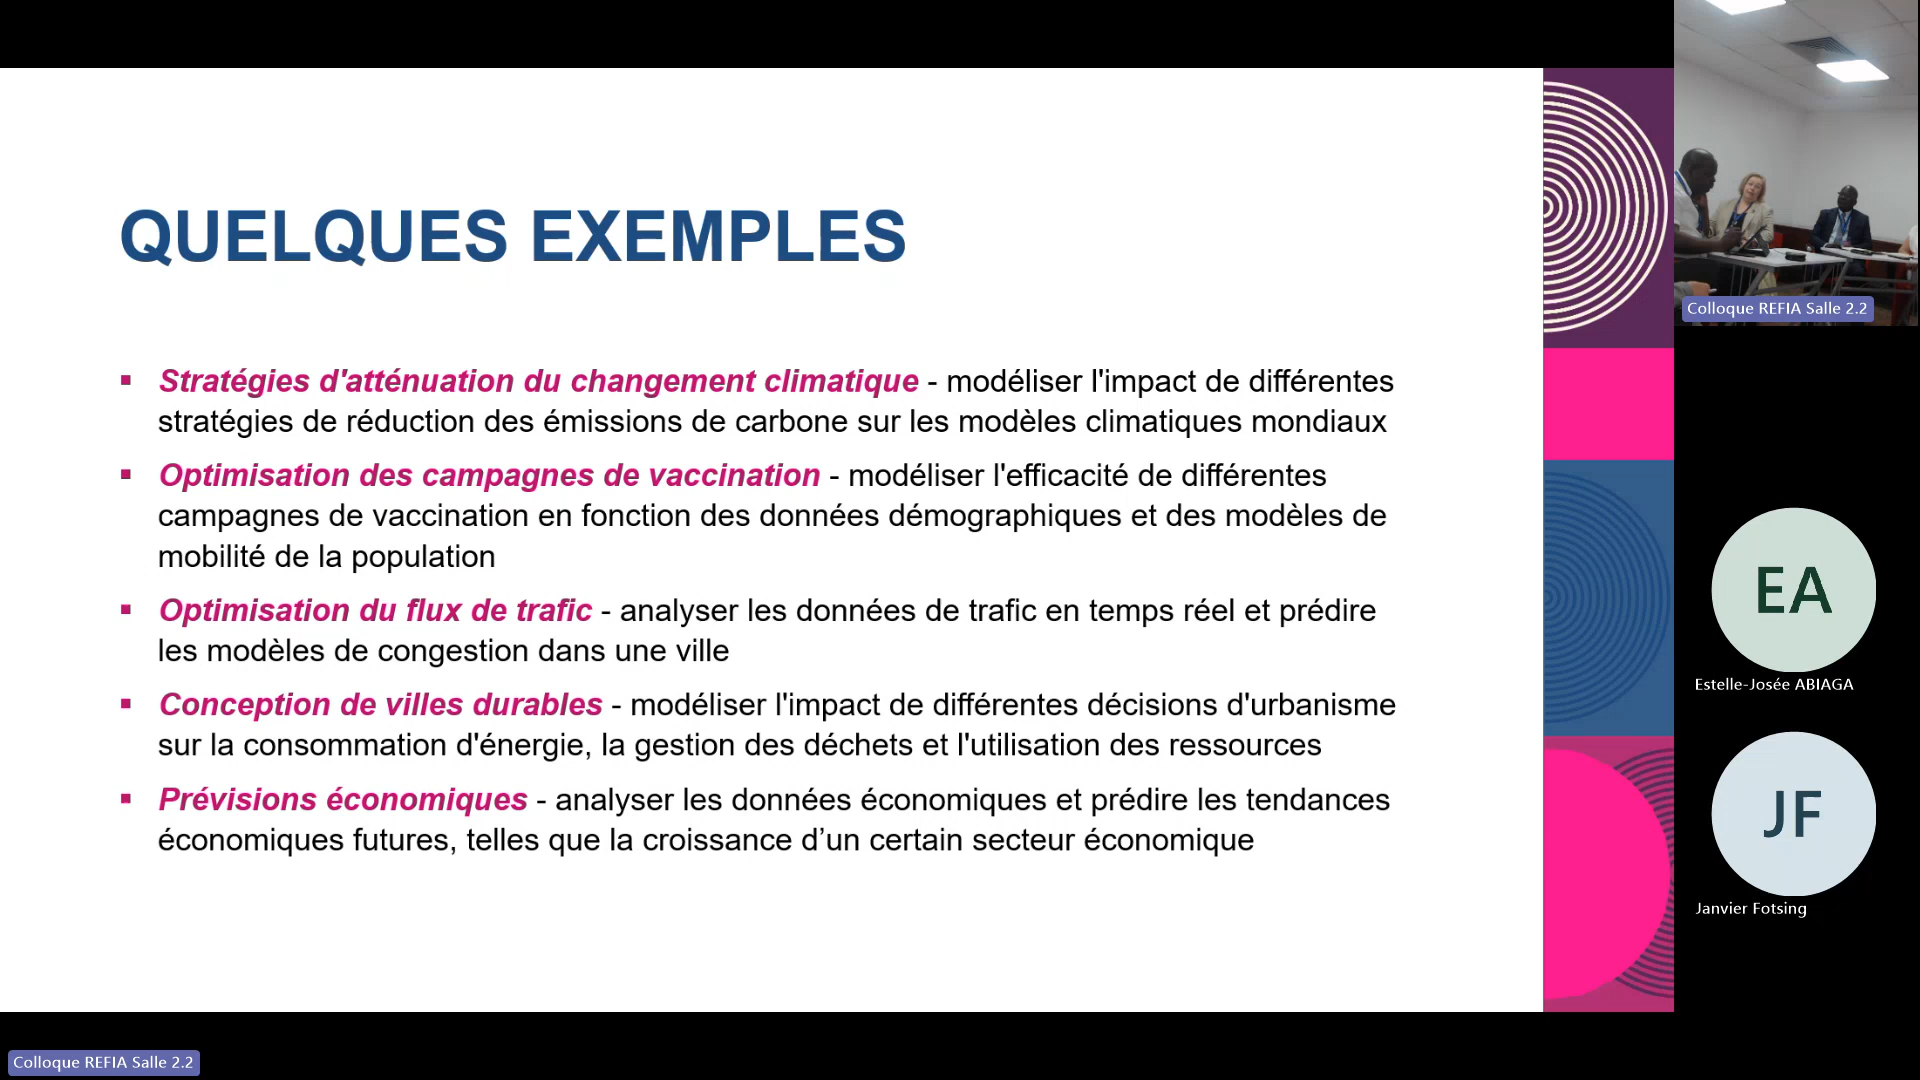 QUELQUES EXEMPLES
▪ Stratégies d'atténuation du changement climatique - modéliser l'impact de différentes
stratégies de réduction des émissions de carbone sur les modèles climatiques mondiaux
▪ Optimisation des campagnes de vaccination - modéliser l'efficacité de différentes
campagnes de vaccination en fonction des données démographiques et des modèles de
mobilité de la population
▪ Optimisation du flux de trafic - analyser les données de trafic en temps réel et prédire
les modèles de congestion dans une ville
▪ Conception de villes durables - modéliser l'impact de différentes décisions d'urbanisme
sur la consommation d'énergie, la gestion des déchets et l'utilisation des ressources
▪ Prévisions économiques - analyser les données économiques et prédire les tendances
économiques futures, telles que la croissance d’un certain secteur économique
Colloque REFIA Salle 2.2
EA
Estelle-Josée ABIAGA
JF
Janvier Fotsing
Colloque REFIA Salle 2.2